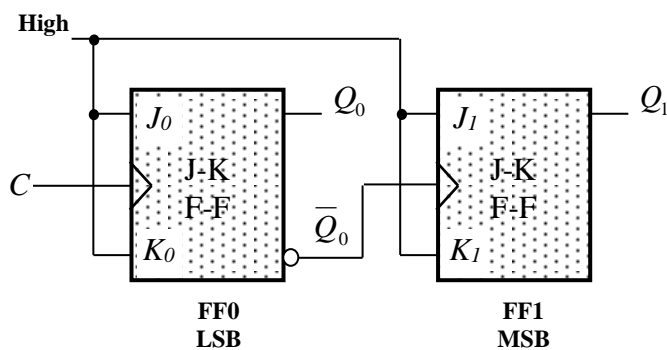 High
J₀
Q₀
J₁
Q₁
C
J-K
F-F
J-K
F-F
Q̅₀
K₀
K₁
FF0
LSB
FF1
MSB